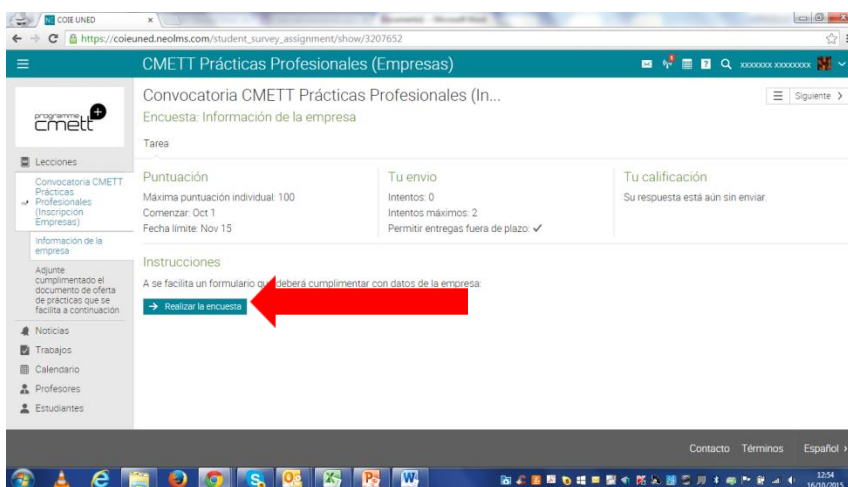 COIE UNED
https://coieuned.neolms.com/student_survey_assignment/show/3207652
CMETT Prácticas Profesionales (Empresas)
xxxxxxx xxxxxxxx
programme
cmett
Convocatoria CMETT Prácticas Profesionales (In...
Siguiente
Encuesta: Información de la empresa
Tarea
Lecciones
Convocatoria CMETT
Prácticas
Profesionales
(Inscripción
Empresas)
Información de la
empresa
Adjunte
cumplimentado el
documento de oferta
de prácticas que se
facilita a continuación
Noticias
Trabajos
Calendario
Profesores
Estudiantes
Puntuación
Máxima puntuación individual: 100
Comenzar: Oct 1
Fecha límite: Nov 15
Tu envio
Intentos: 0
Intentos máximos: 2
Permitir entregas fuera de plazo: ✓
Tu calificación
Su respuesta está aún sin enviar.
Instrucciones
A se facilita un formulario que deberá cumplimentar con datos de la empresa:
Realizar la encuesta
Contacto Términos Español
12:54
16/10/2015